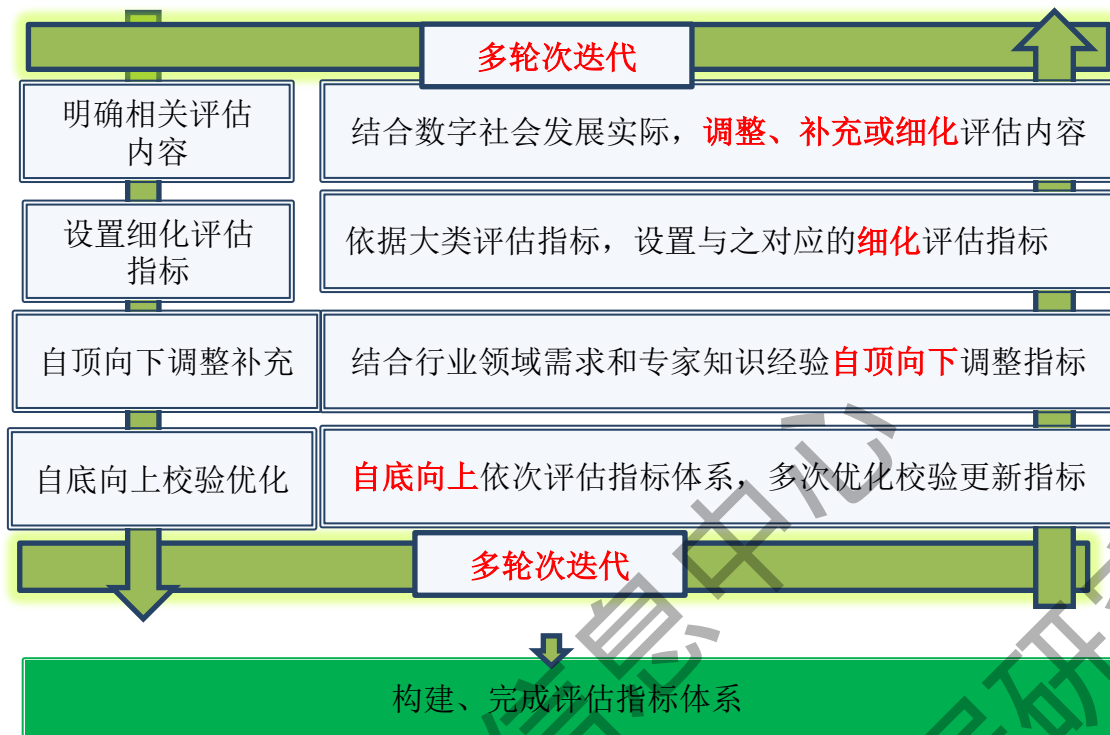 多轮次迭代
明确相关评估
内容
结合数字社会发展实际，调整、补充或细化评估内容
设置细化评估
指标
依据大类评估指标，设置与之对应的细化评估指标
自顶向下调整补充
结合行业领域需求和专家知识经验自顶向下调整指标
自底向上校验优化
自底向上依次评估指标体系，多次优化校验更新指标
多轮次迭代
构建、完成评估指标体系
信息中心